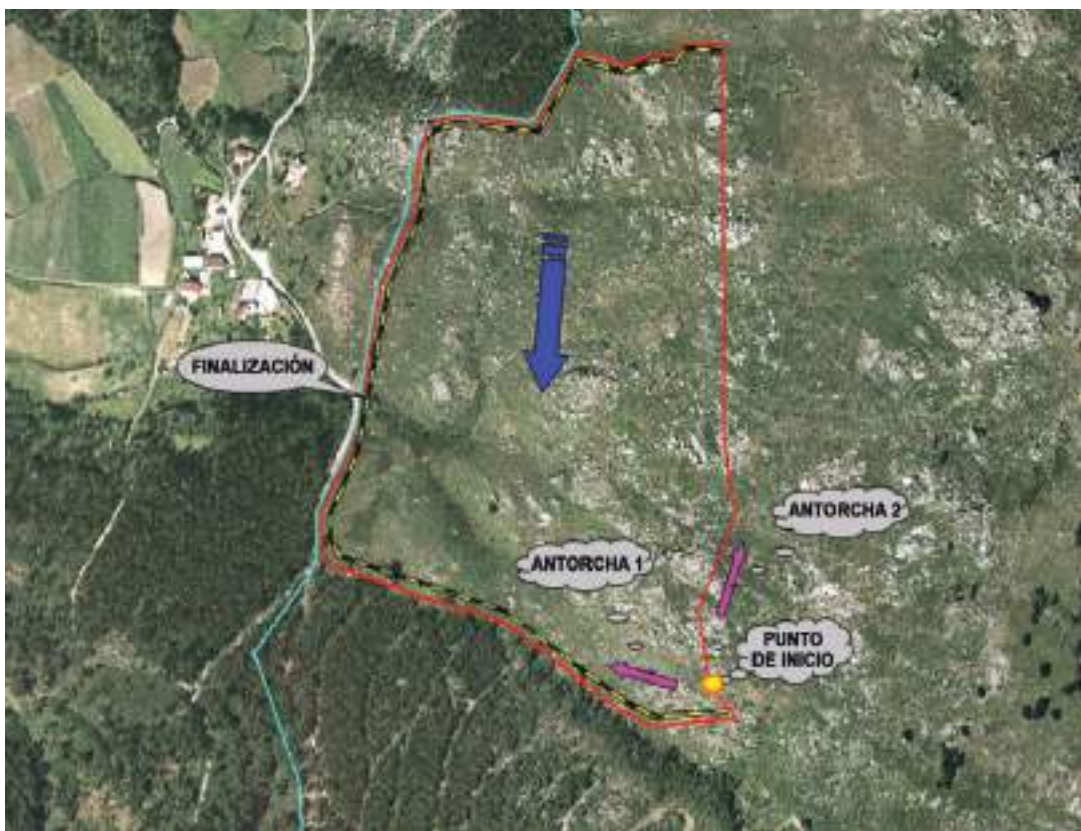 FINALIZACIÓN
ANTORCHA 2
ANTORCHA 1
PUNTO
DE INICIO